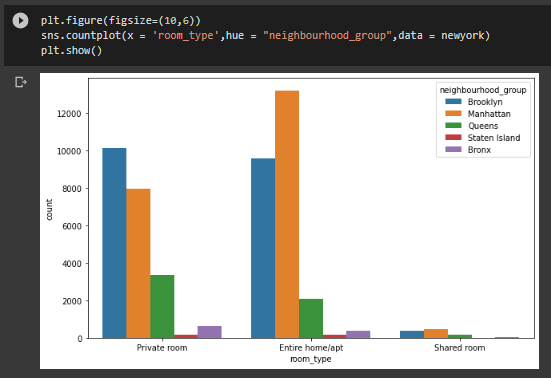 plt.figure(figsize=(10,6))
sns.countplot(x = 'room_type',hue = "neighbourhood_group",data = newyork)
plt.show()
neighbourhood_group
Brooklyn
Manhattan
Queens
Staten Island
Bronx
12000
10000
8000
6000
4000
2000
0
count
Private room
Entire home/apt
Shared room
room_type